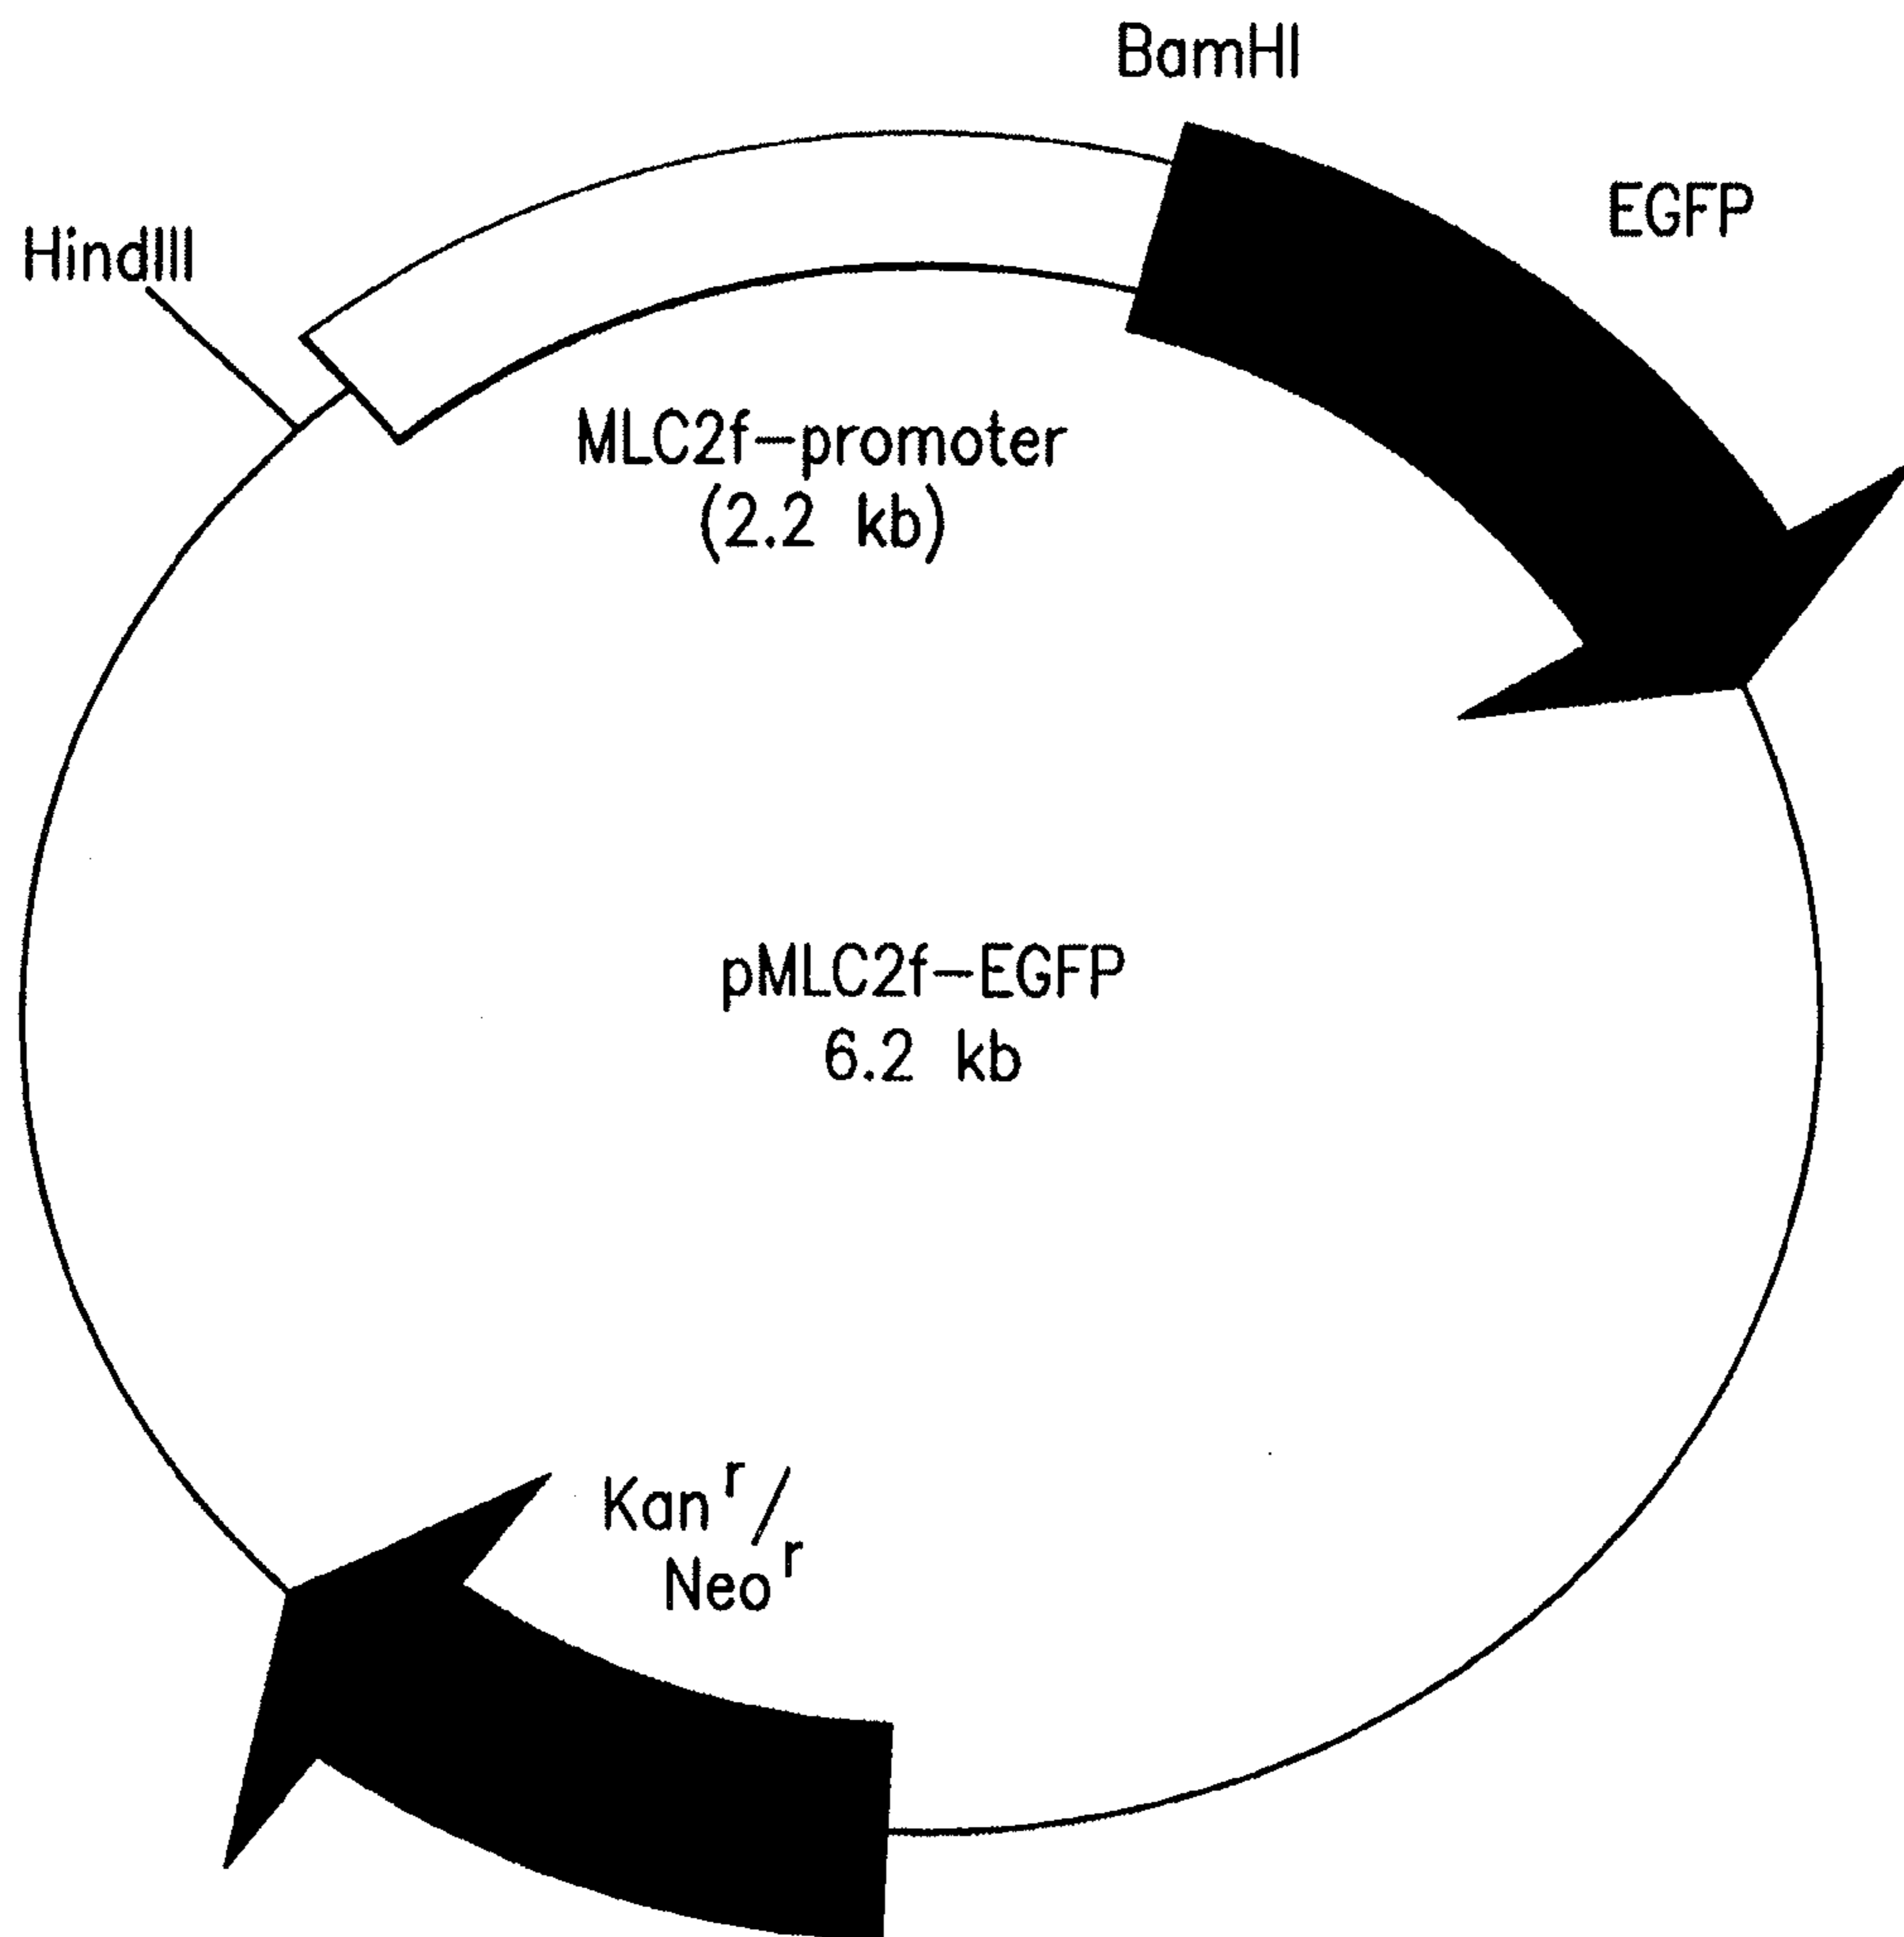 BamHI
EGFP
HindIII
MLC2f-promoter
(2.2 kb)
pMLC2f-EGFP
6.2 kb
Kan r/
Neo r